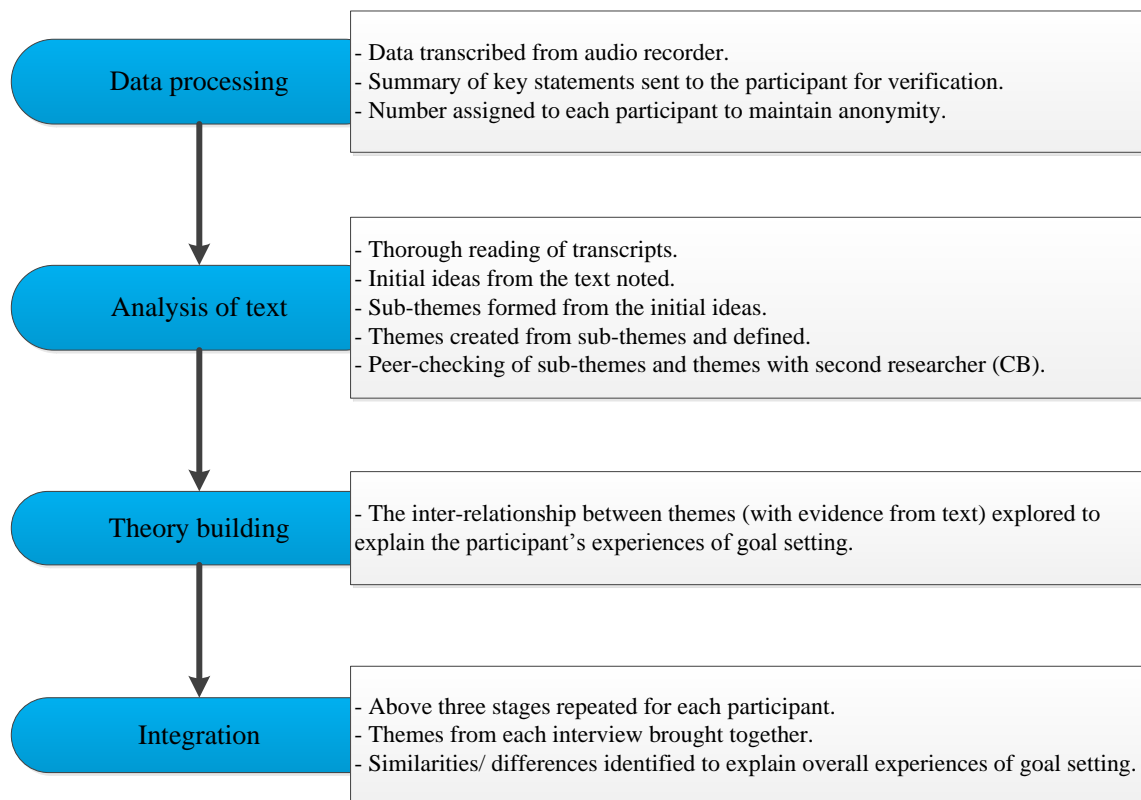 Data processing
- Data transcribed from audio recorder.
- Summary of key statements sent to the participant for verification.
- Number assigned to each participant to maintain anonymity.
Analysis of text
- Thorough reading of transcripts.
- Initial ideas from the text noted.
- Sub-themes formed from the initial ideas.
- Themes created from sub-themes and defined.
- Peer-checking of sub-themes and themes with second researcher (CB).
Theory building
- The inter-relationship between themes (with evidence from text) explored to
explain the participant’s experiences of goal setting.
Integration
- Above three stages repeated for each participant.
- Themes from each interview brought together.
- Similarities/ differences identified to explain overall experiences of goal setting.